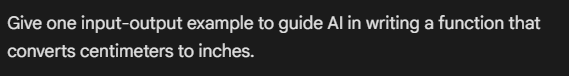 Give one input-output example to guide AI in writing a function that
converts centimeters to inches.